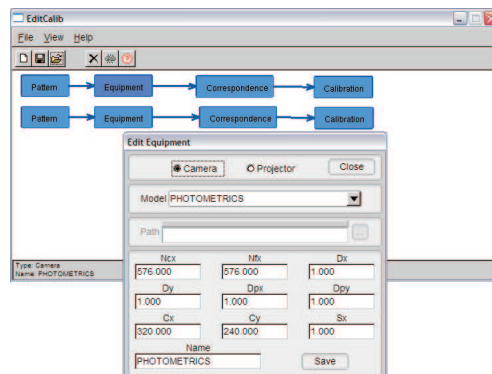 EditCalib
File View Help
Pattern Equipment Correspondence Calibration
Pattern Equipment Correspondence Calibration
Edit Equipment
Camera Projector Close
Model PHOTOMETRICS
Path ...
Ncx Nfx Dx
576.000 576.000 1.000
Dy Dpx Dpy
1.000 1.000 1.000
Cx Cy Sx
320.000 240.000 1.000
Name
PHOTOMETRICS Save
Type: Camera
Name: PHOTOMETRICS